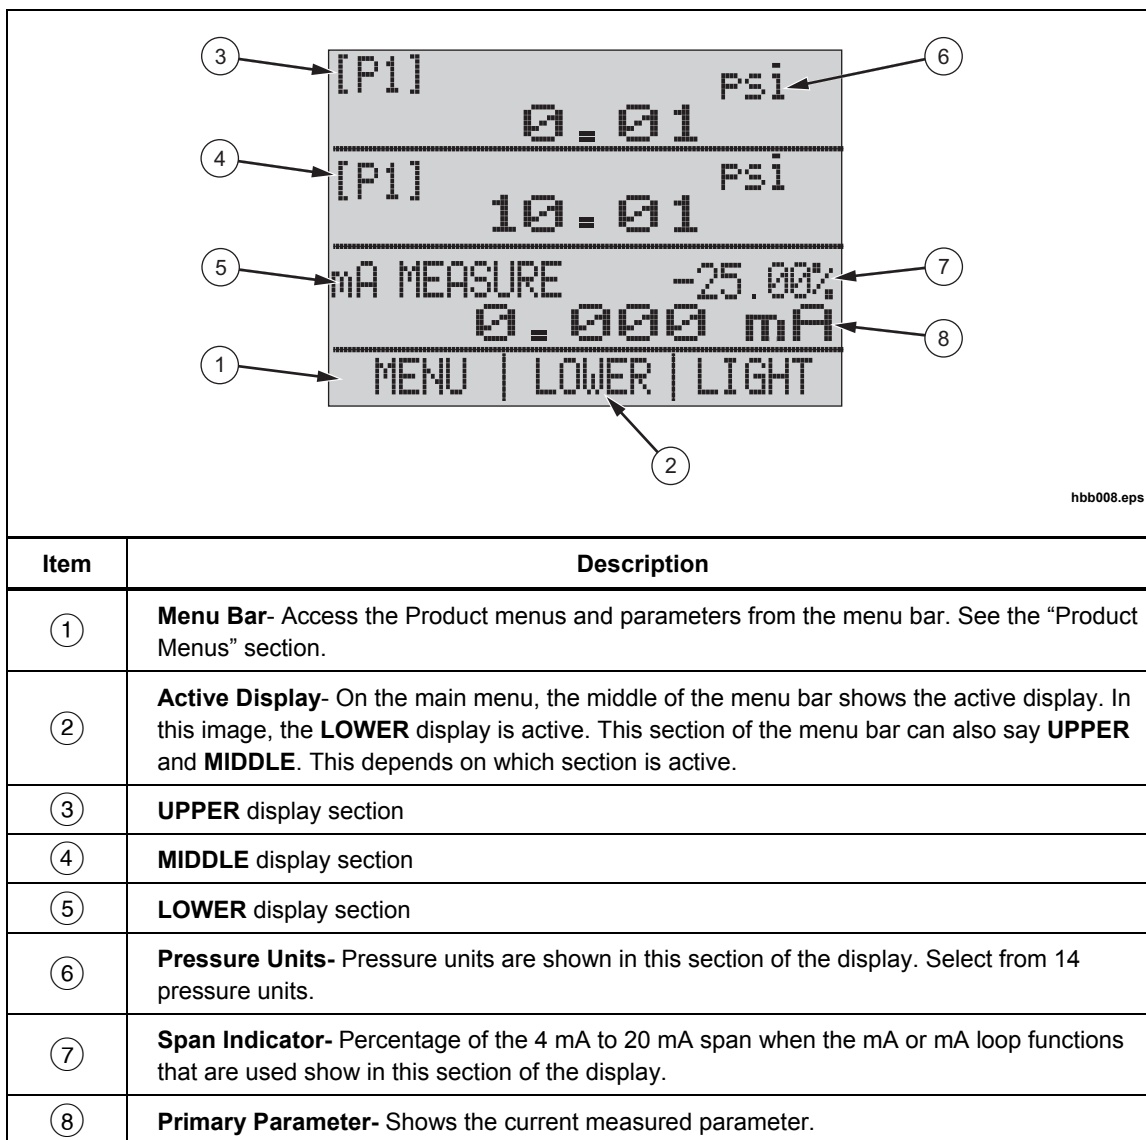 3
[P1]
psi
6
0.01
4
[P1]
psi
10.01
5
mA MEASURE -25.00%
7
0.000 mA
8
1
MENU | LOWER | LIGHT
2
hbb008.eps
Item Description
1 Menu Bar- Access the Product menus and parameters from the menu bar. See the “Product
Menus” section.
2 Active Display- On the main menu, the middle of the menu bar shows the active display. In
this image, the LOWER display is active. This section of the menu bar can also say UPPER
and MIDDLE. This depends on which section is active.
3 UPPER display section
4 MIDDLE display section
5 LOWER display section
6 Pressure Units- Pressure units are shown in this section of the display. Select from 14
pressure units.
7 Span Indicator- Percentage of the 4 mA to 20 mA span when the mA or mA loop functions
that are used show in this section of the display.
8 Primary Parameter- Shows the current measured parameter.